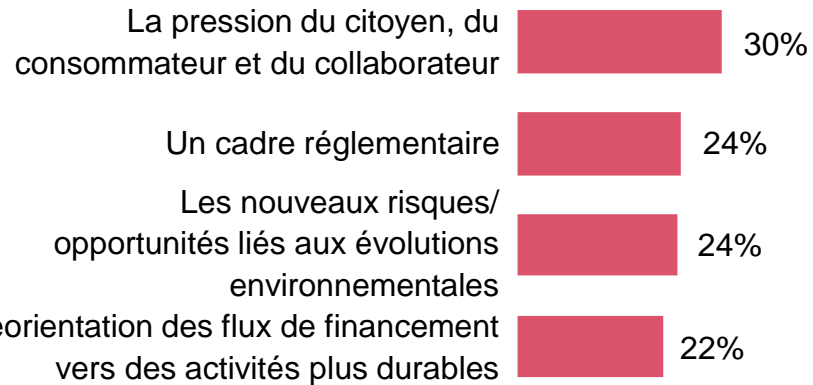 La pression du citoyen, du
consommateur et du collaborateur
30%
Un cadre réglementaire
24%
Les nouveaux risques/
opportunités liés aux évolutions
environnementales
24%
eorientation des flux de financement
vers des activités plus durables
22%